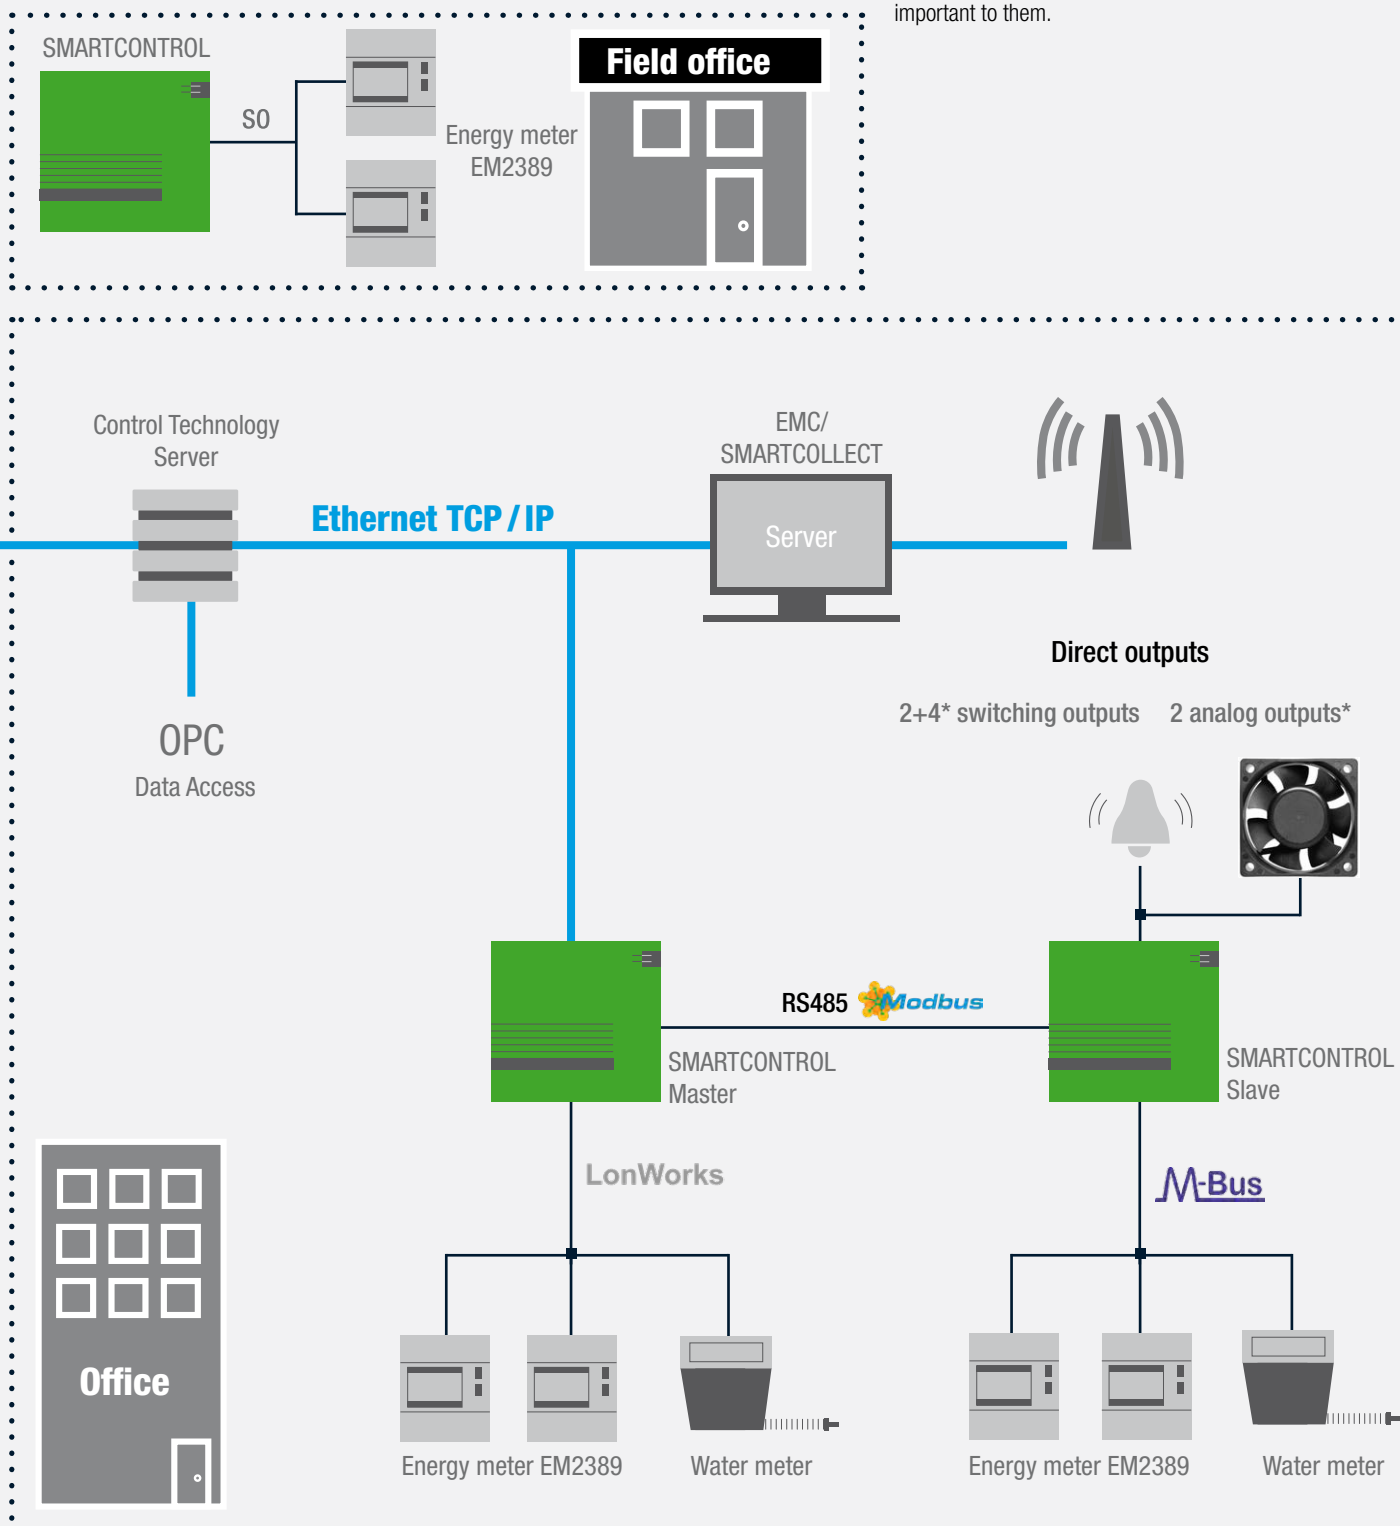 important to them.
SMARTCONTROL
S0
Energy meter
EM2389
Field office
Control Technology
Server
Ethernet TCP / IP
EMC/
SMARTCOLLECT
Server
OPC
Data Access
Direct outputs
2+4* switching outputs
2 analog outputs*
RS485
Modbus
SMARTCONTROL
Master
SMARTCONTROL
Slave
LonWorks
M-Bus
Office
Energy meter EM2389
Water meter
Energy meter EM2389
Water meter